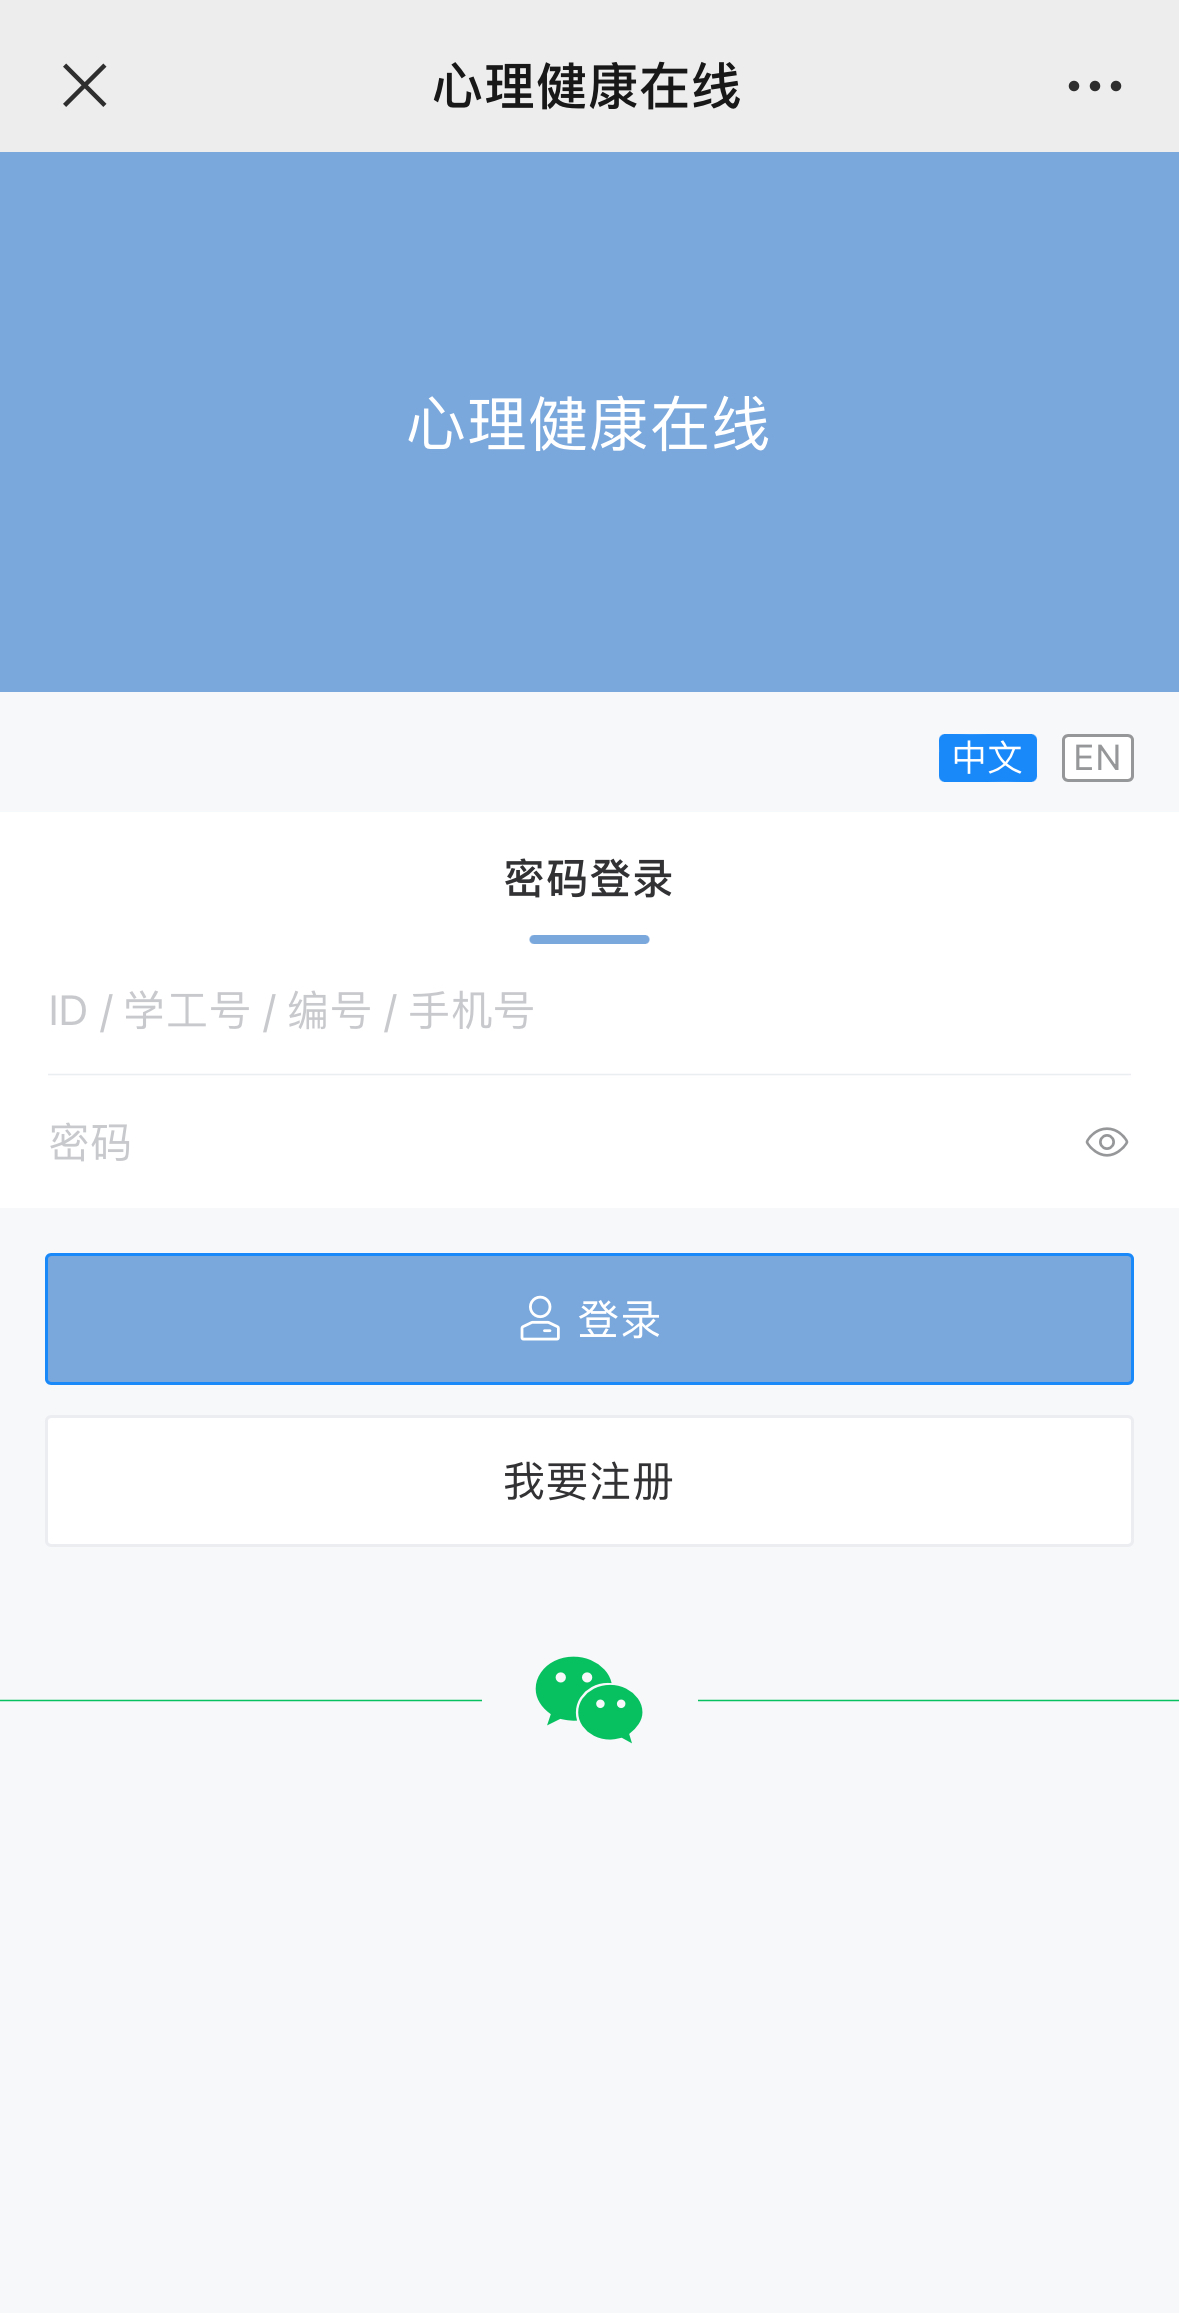 心理健康在线
心理健康在线
中文 EN
密码登录
ID / 学工号 / 编号 / 手机号
密码
登录
我要注册